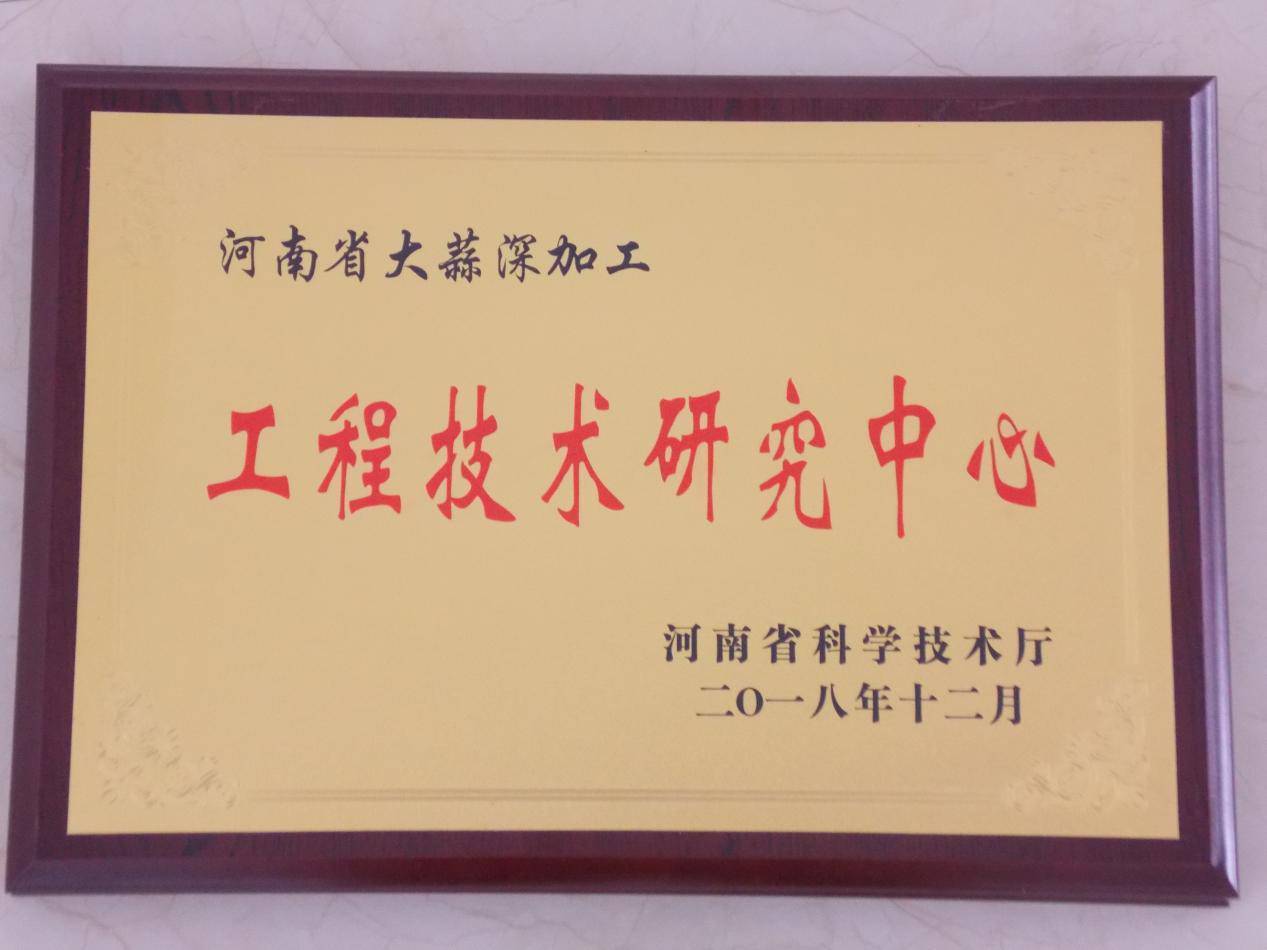 河南省大蒜深加工
工程技术研究中心
河南省科学技术厅
二〇一八年十二月